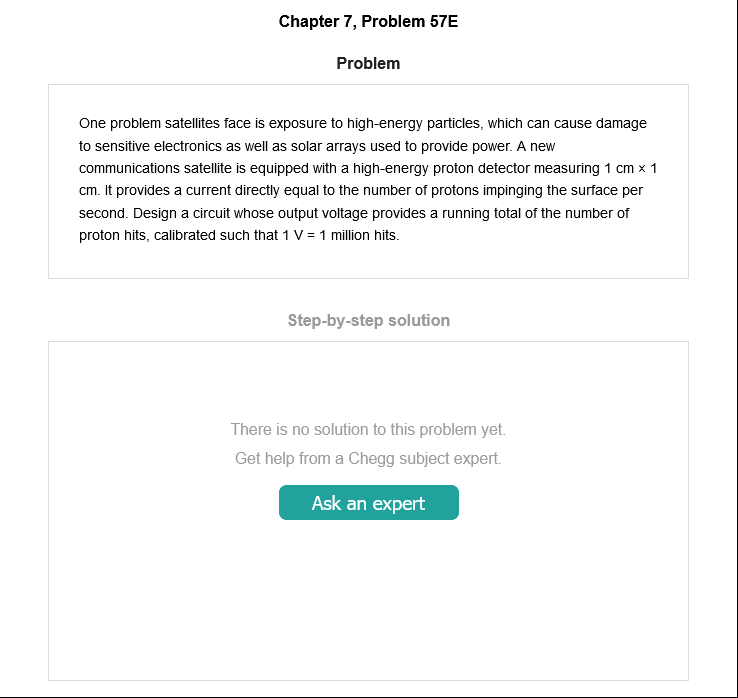 Chapter 7, Problem 57E
Problem
One problem satellites face is exposure to high-energy particles, which can cause damage
to sensitive electronics as well as solar arrays used to provide power. A new
communications satellite is equipped with a high-energy proton detector measuring 1 cm × 1
cm. It provides a current directly equal to the number of protons impinging the surface per
second. Design a circuit whose output voltage provides a running total of the number of
proton hits, calibrated such that 1 V = 1 million hits.
Step-by-step solution
There is no solution to this problem yet.
Get help from a Chegg subject expert.
Ask an expert